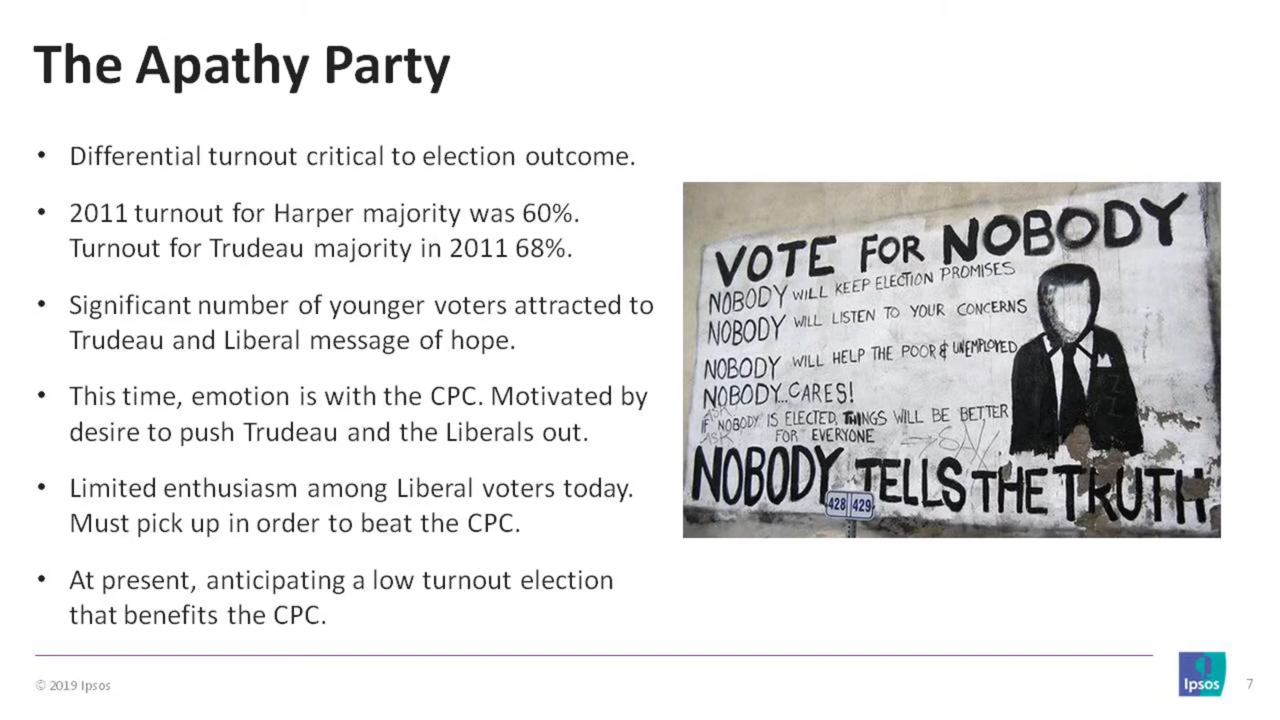 The Apathy Party
• Differential turnout critical to election outcome.
• 2011 turnout for Harper majority was 60%.
Turnout for Trudeau majority in 2011 68%.
• Significant number of younger voters attracted to
Trudeau and Liberal message of hope.
• This time, emotion is with the CPC. Motivated by
desire to push Trudeau and the Liberals out.
• Limited enthusiasm among Liberal voters today.
Must pick up in order to beat the CPC.
• At present, anticipating a low turnout election
that benefits the CPC.
VOTE FOR NOBODY
NOBODY WILL KEEP ELECTION PROMISES
NOBODY WILL LISTEN TO YOUR CONCERNS
NOBODY WILL HELP THE POOR & UNEMPLOYED
NOBODY...CARES!
IF NOBODY IS ELECTED, THINGS WILL BE BETTER
FOR EVERYONE
NOBODY TELLS THE TRUTH
428 429
© 2019 Ipsos
Ipsos
7